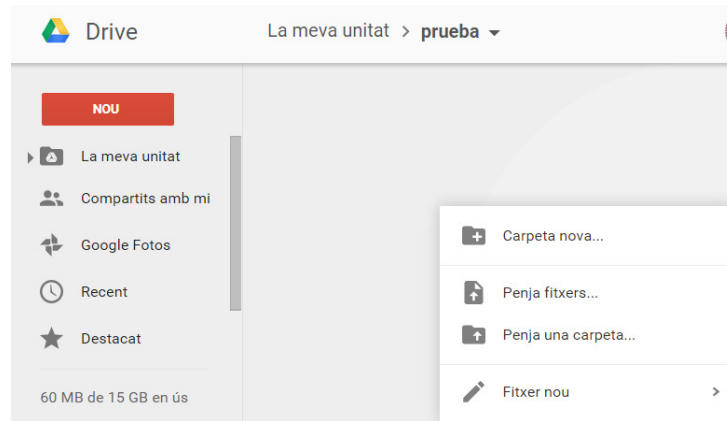 Drive
La meva unitat > prueba
NOU
La meva unitat
Compartits amb mi
Google Fotos
Recent
Destacat
60 MB de 15 GB en ús
Carpeta nova...
Penja fitxers...
Penja una carpeta...
Fitxer nou